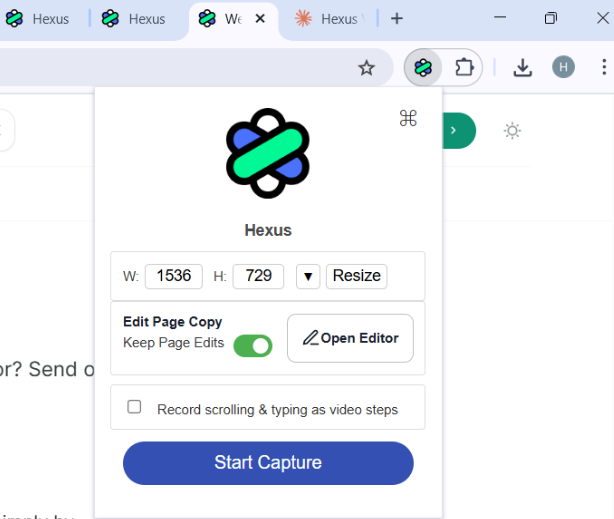 Hexus
Hexus
We
Hexus
H
⌘
Hexus
W: 1536 H: 729 ▼ Resize
Edit Page Copy
Keep Page Edits
Open Editor
or? Send o
Record scrolling & typing as video steps
Start Capture